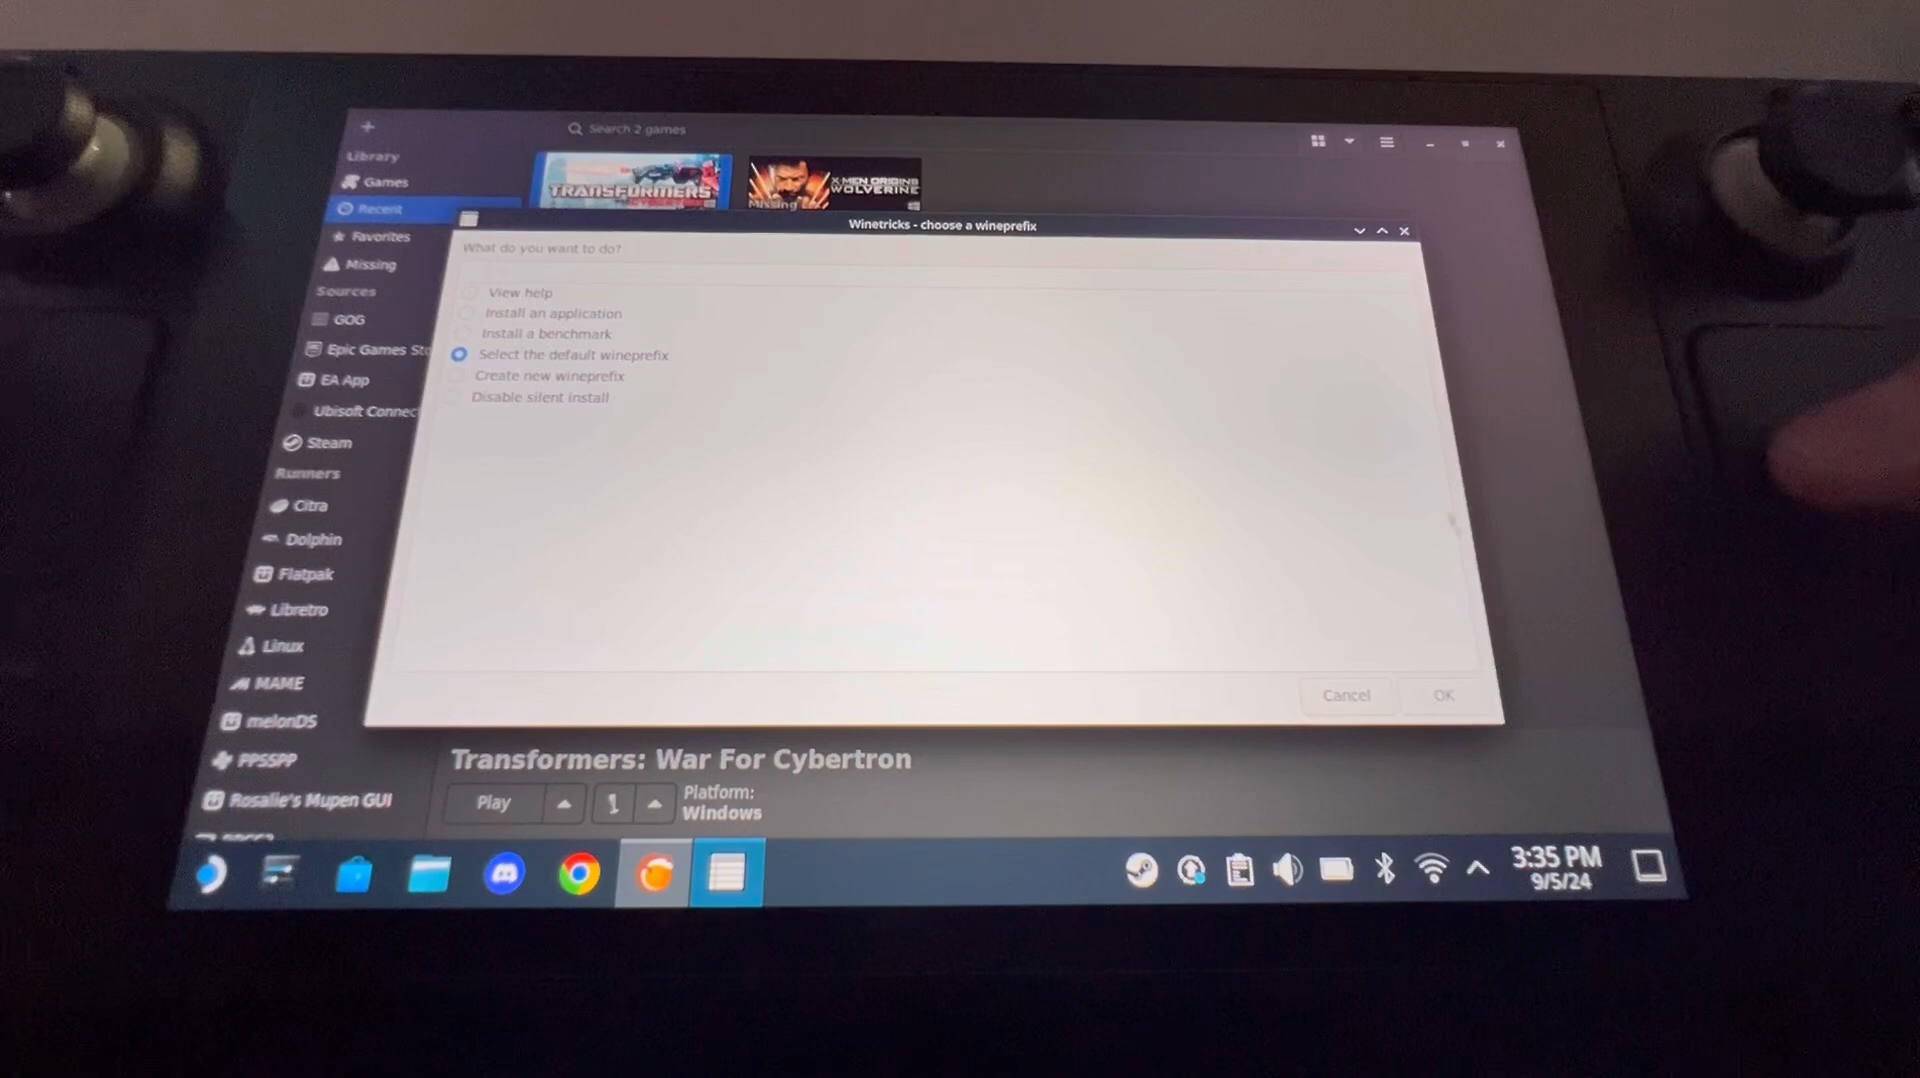 Search 2 games
Library
Games
Recent
Favorites
Missing
Sources
GOG
Epic Games Sto
EA App
Ubisoft Connec
Steam
Runners
Citra
Dolphin
Flatpak
Libretro
Linux
MAME
melonDS
PPSSPP
Rosalie's Mupen GUI
TRANSFORMERS
X-MEN ORIGINS
WOLVERINE
Missing
Winetricks - choose a wineprefix
What do you want to do?
View help
Install an application
Install a benchmark
Select the default wineprefix
Create new wineprefix
Disable silent install
Cancel
OK
Transformers: War For Cybertron
Play
Platform:
Windows
3:35 PM
9/5/24